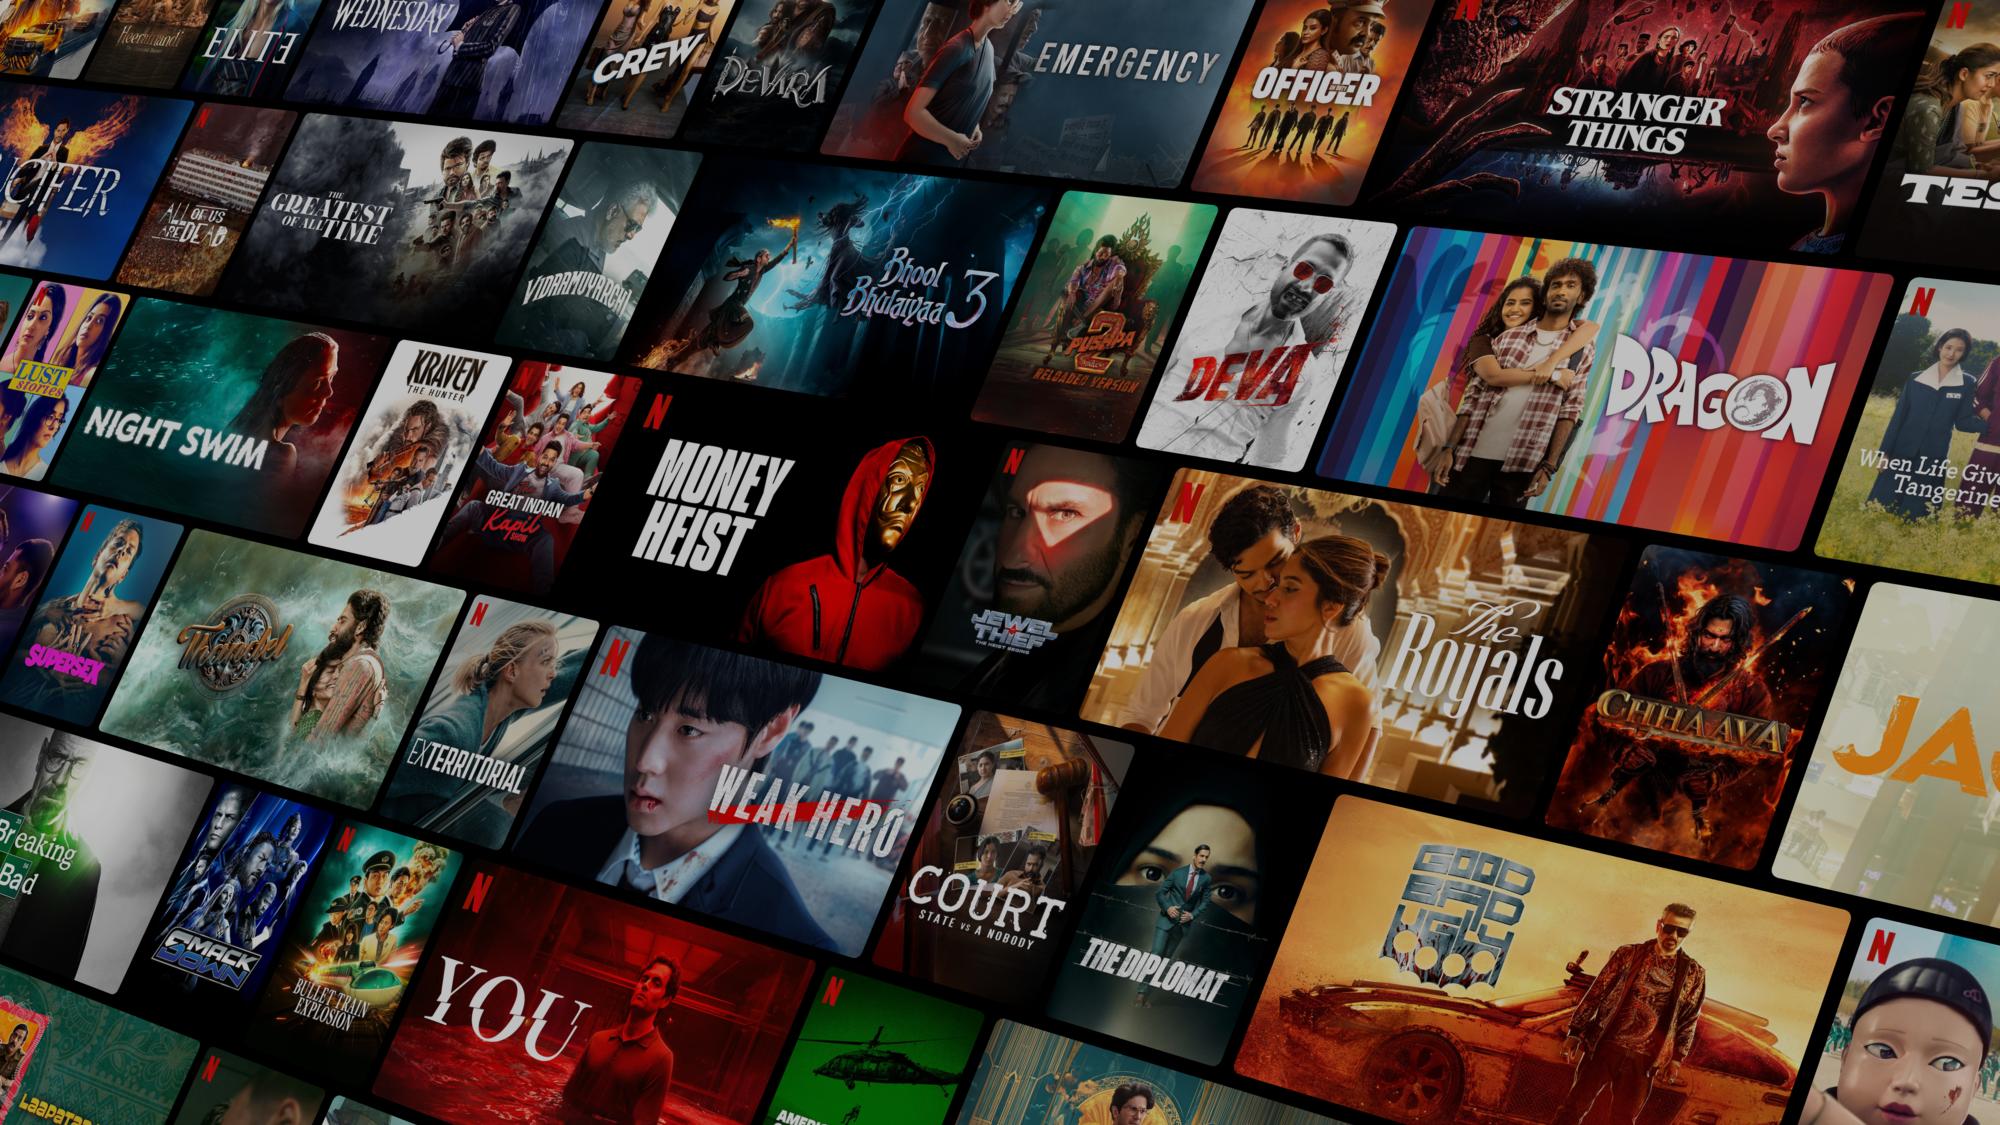 Heeramandi
ELITE
WEDNESDAY
CREW
DEVARA
EMERGENCY
OFFICER
STRANGER
THINGS
TES
UCIFER
ALL OF US
ARE DEAD
THE
GREATEST
OF ALL TIME
VIDAAMUYARCHI
Bhool
Bhulaiyaa 3
PUSHPA
2
RELOADED VERSION
DEVA
DRAGON
When Life Give
Tangerine
LUST
stories
NIGHT SWIM
KRAVEN
THE HUNTER
The
GREAT INDIAN
Kapil
SHOW
MONEY
HEIST
JEWEL
THIEF
THE HEIST BEGINS
The
Royals
CHHAAVA
JA
SUPERSEX
Thandel
EXTERRITORIAL
WEAK HERO
COURT
STATE VS A NOBODY
THE DIPLOMAT
GOOD
BAD
UGLY
Breaking
Bad
SMACK
DOWN
BULLET TRAIN
EXPLOSION
YOU
AMERI
Laapata